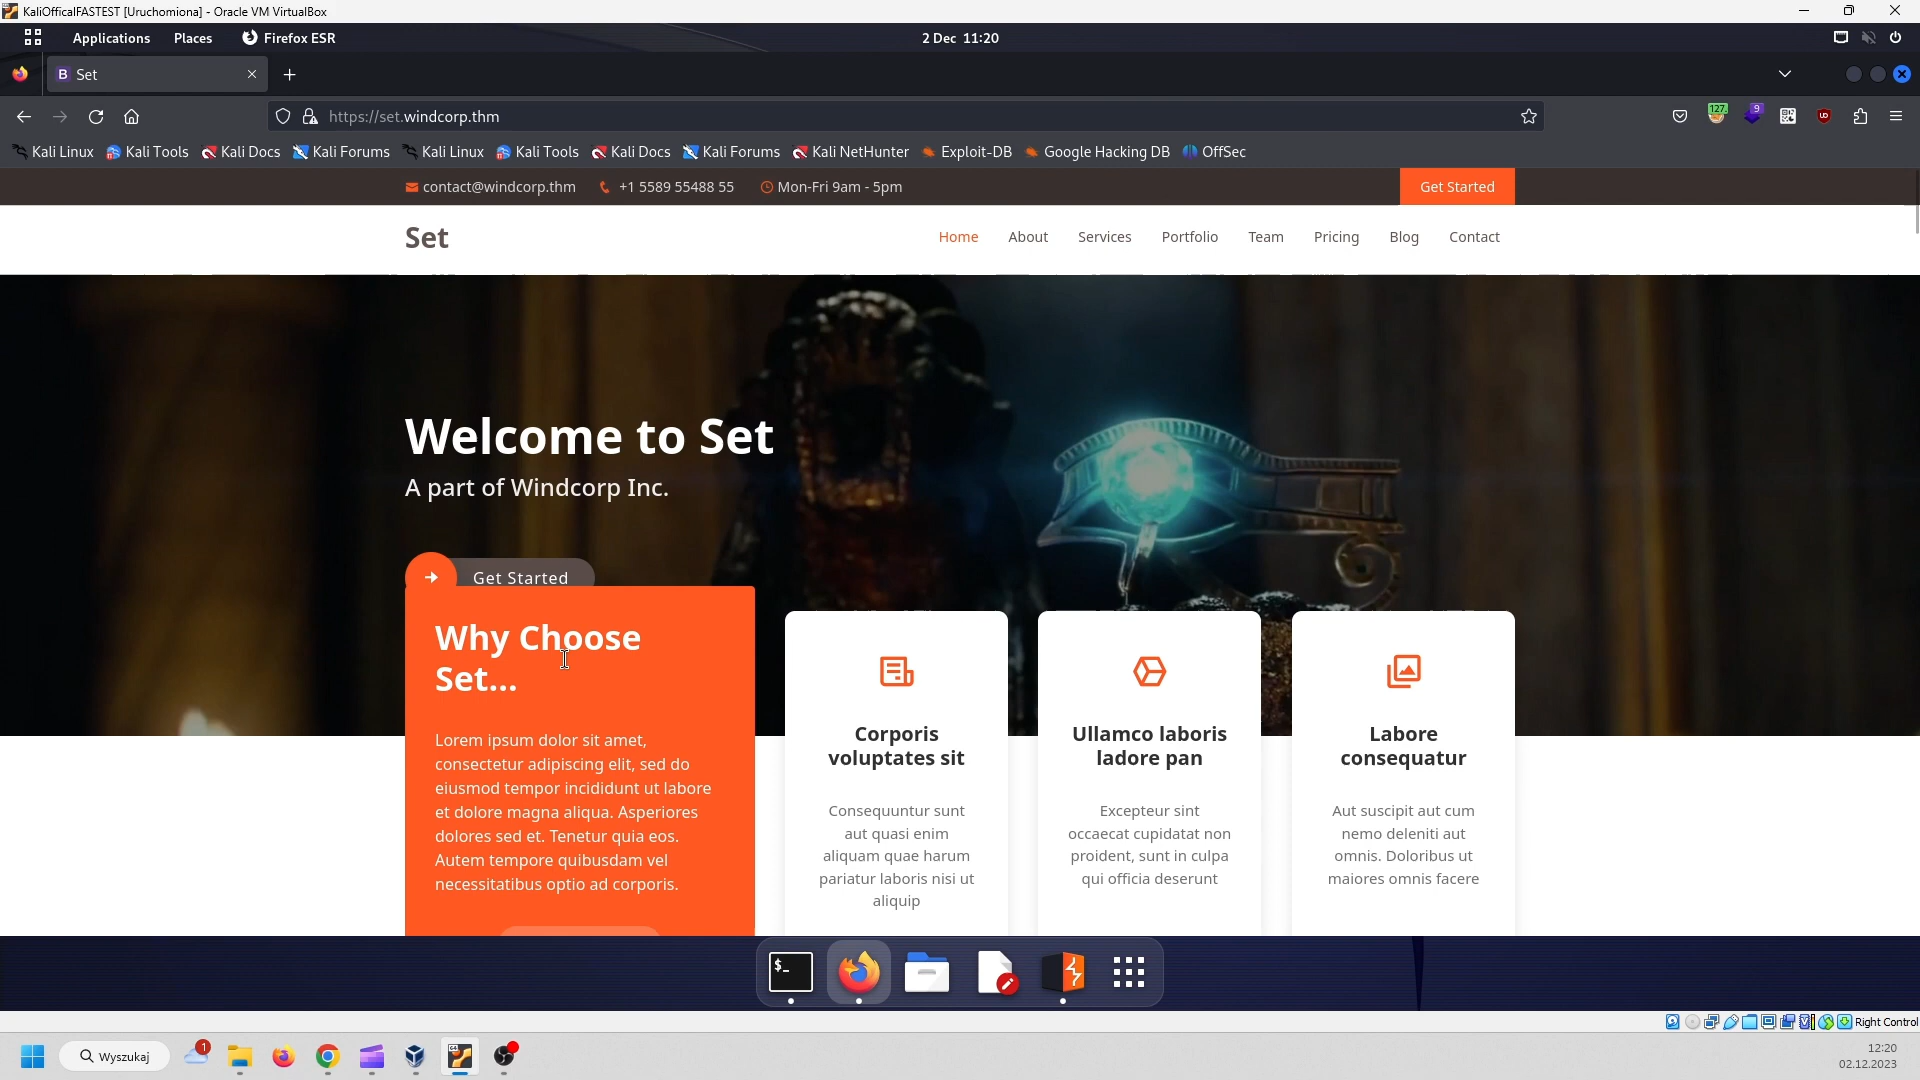 KaliOfficalFASTEST [Uruchomiona] - Oracle VM VirtualBox
Applications Places Firefox ESR 2 Dec 11:20
B Set
https://set.windcorp.thm 127. 9 UD
Kali Linux Kali Tools Kali Docs Kali Forums Kali Linux Kali Tools Kali Docs Kali Forums Kali NetHunter Exploit-DB Google Hacking DB OffSec
contact@windcorp.thm +1 5589 55488 55 Mon-Fri 9am - 5pm Get Started
Set Home About Services Portfolio Team Pricing Blog Contact
Welcome to Set
A part of Windcorp Inc.
Get Started
Why Choose
Set...
Lorem ipsum dolor sit amet,
consectetur adipiscing elit, sed do
eiusmod tempor incididunt ut labore
et dolore magna aliqua. Asperiores
dolores sed et. Tenetur quia eos.
Autem tempore quibusdam vel
necessitatibus optio ad corporis.
Corporis
voluptates sit
Consequuntur sunt
aut quasi enim
aliquam quae harum
pariatur laboris nisi ut
aliquip
Ullamco laboris
ladore pan
Excepteur sint
occaecat cupidatat non
proident, sunt in culpa
qui officia deserunt
Labore
consequatur
Aut suscipit aut cum
nemo deleniti aut
omnis. Doloribus ut
maiores omnis facere
$_
Right Control
Wyszukaj 1 64
12:20
02.12.2023